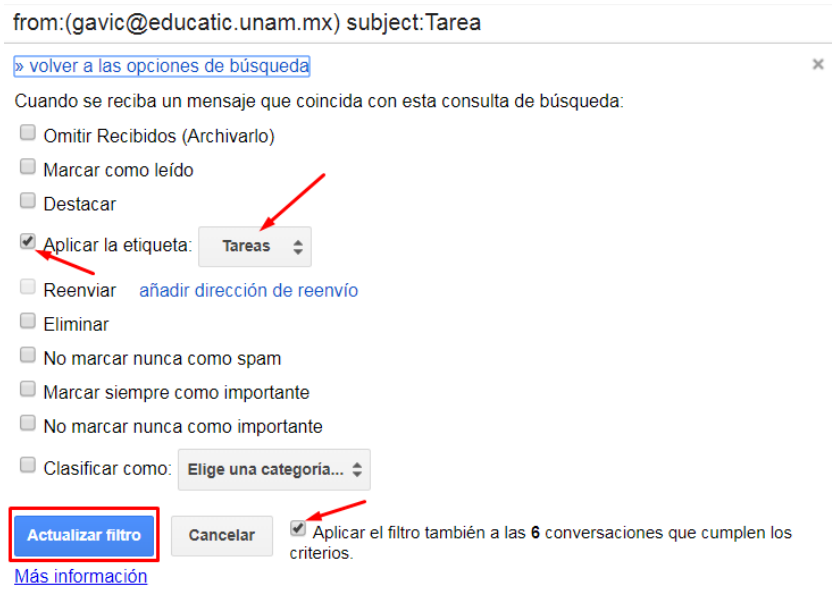 from:(gavic@educatic.unam.mx) subject:Tarea
» volver a las opciones de búsqueda
Cuando se reciba un mensaje que coincida con esta consulta de búsqueda:
Omitir Recibidos (Archivarlo)
Marcar como leído
Destacar
Aplicar la etiqueta: Tareas
Reenviar añadir dirección de reenvío
Eliminar
No marcar nunca como spam
Marcar siempre como importante
No marcar nunca como importante
Clasificar como: Elige una categoría...
Actualizar filtro Cancelar Aplicar el filtro también a las 6 conversaciones que cumplen los
criterios.
Más información